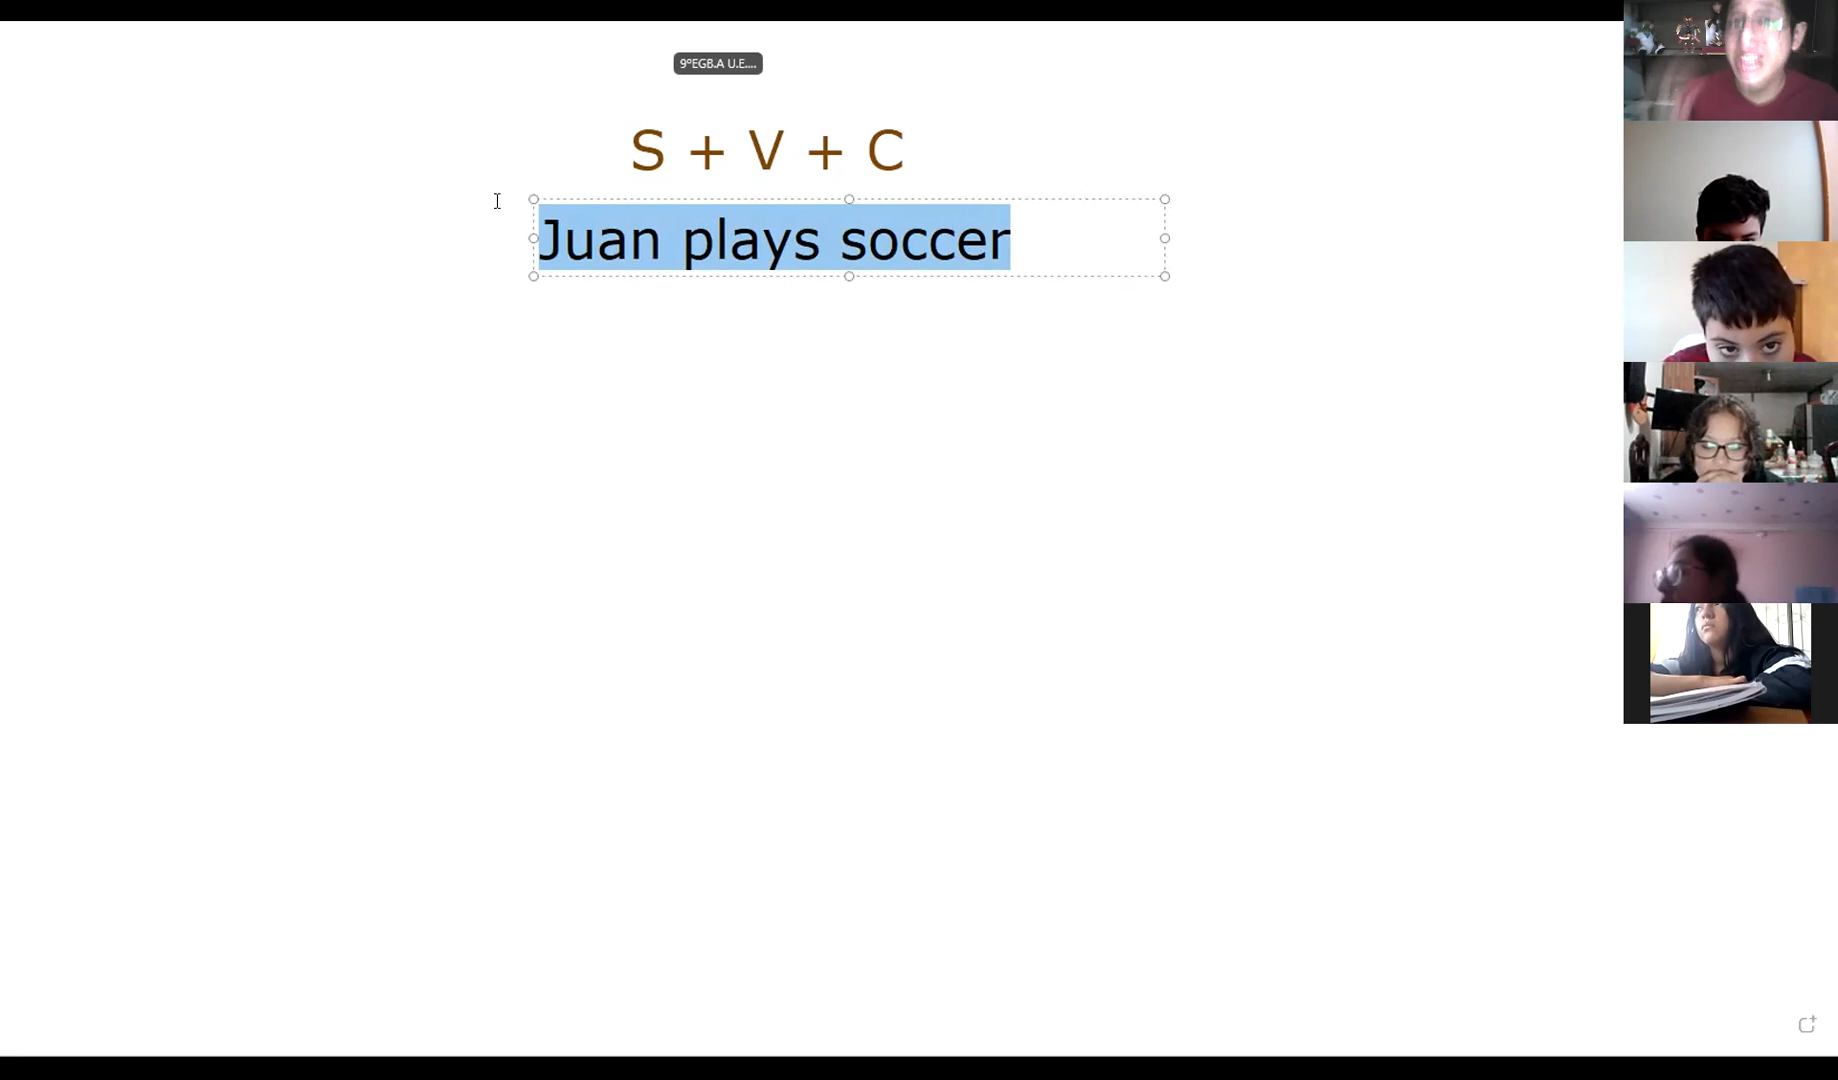 9°EGB.A U.E....
S + V + C
Juan plays soccer